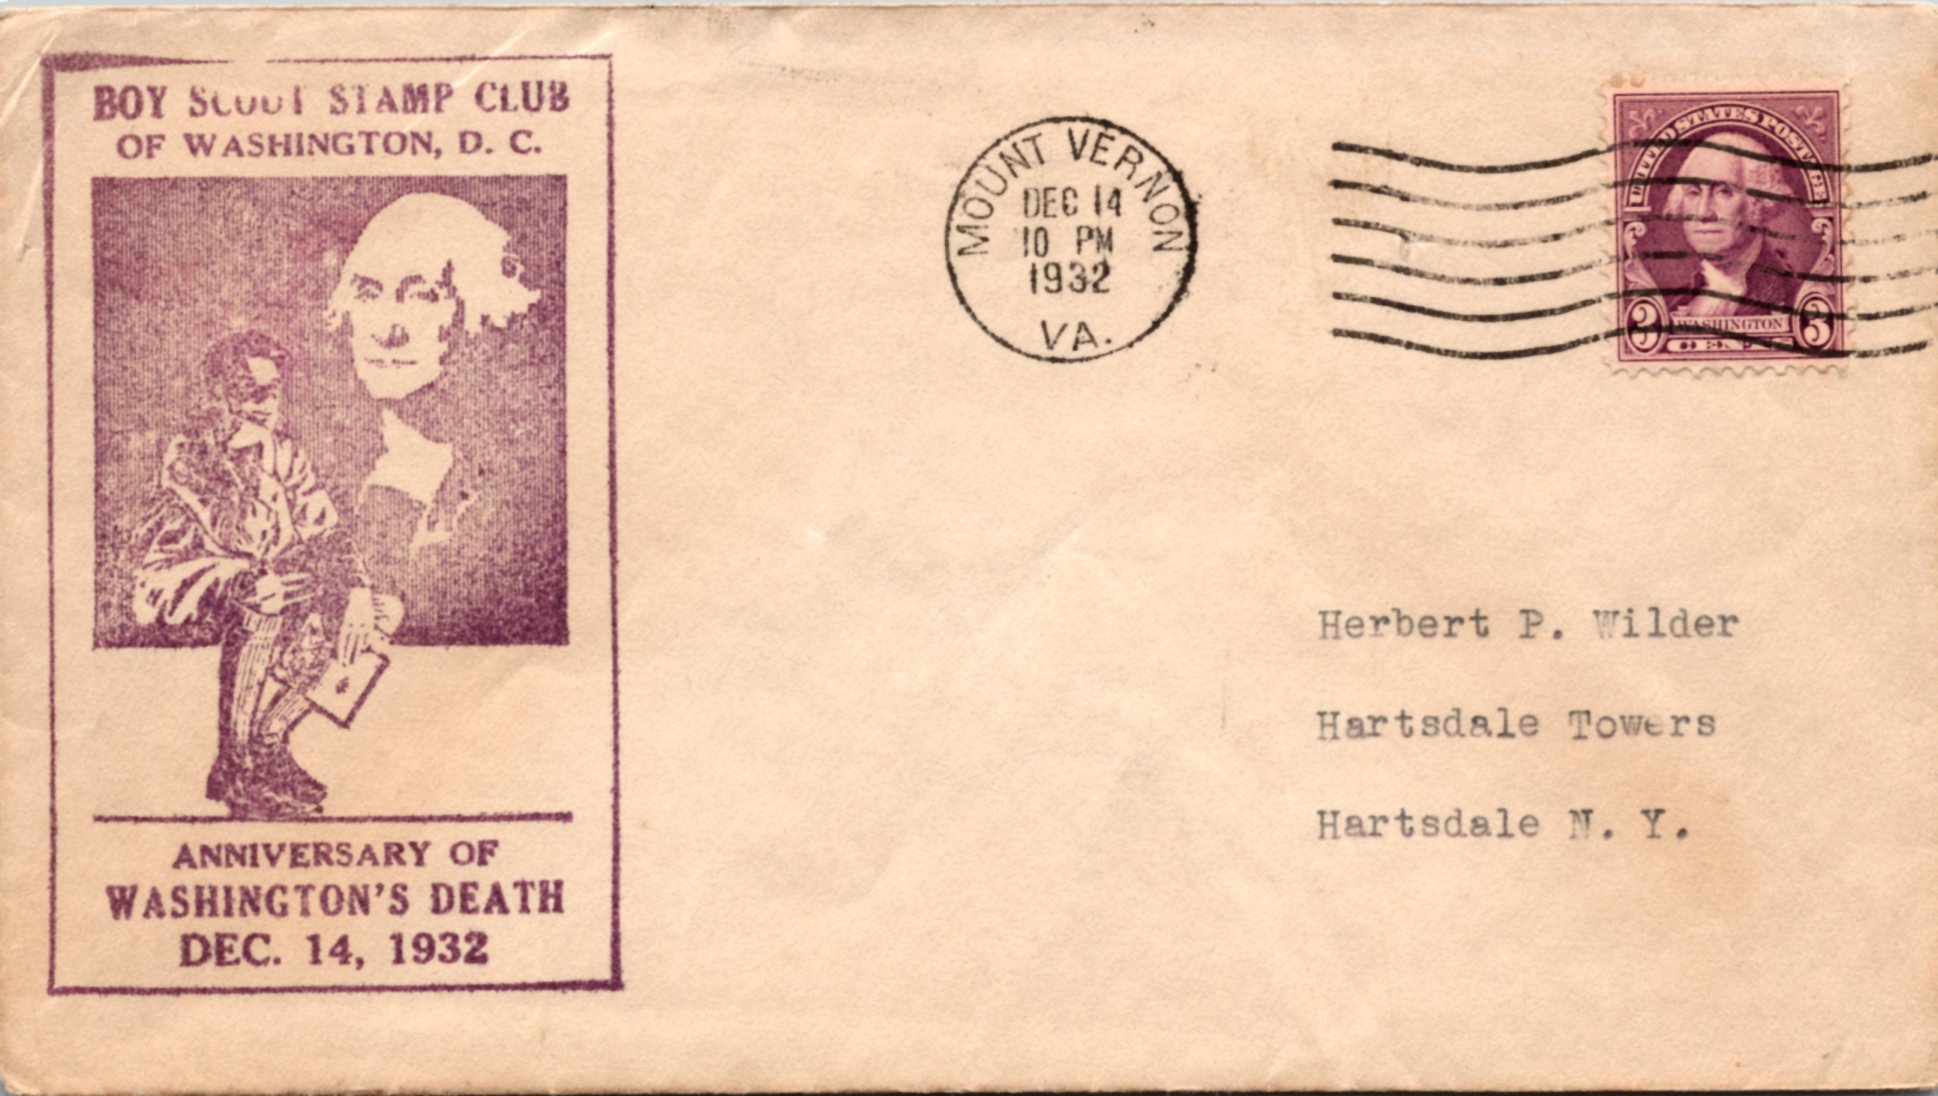 BOY SCOUT STAMP CLUB
OF WASHINGTON, D. C.
ANNIVERSARY OF
WASHINGTON'S DEATH
DEC. 14, 1932
MOUNT VERNON
DEC 14
10 PM
1932
VA.
UNITED STATES POSTAGE
3 WASHINGTON 3
CENTS
Herbert P. Wilder
Hartsdale Towers
Hartsdale N. Y.